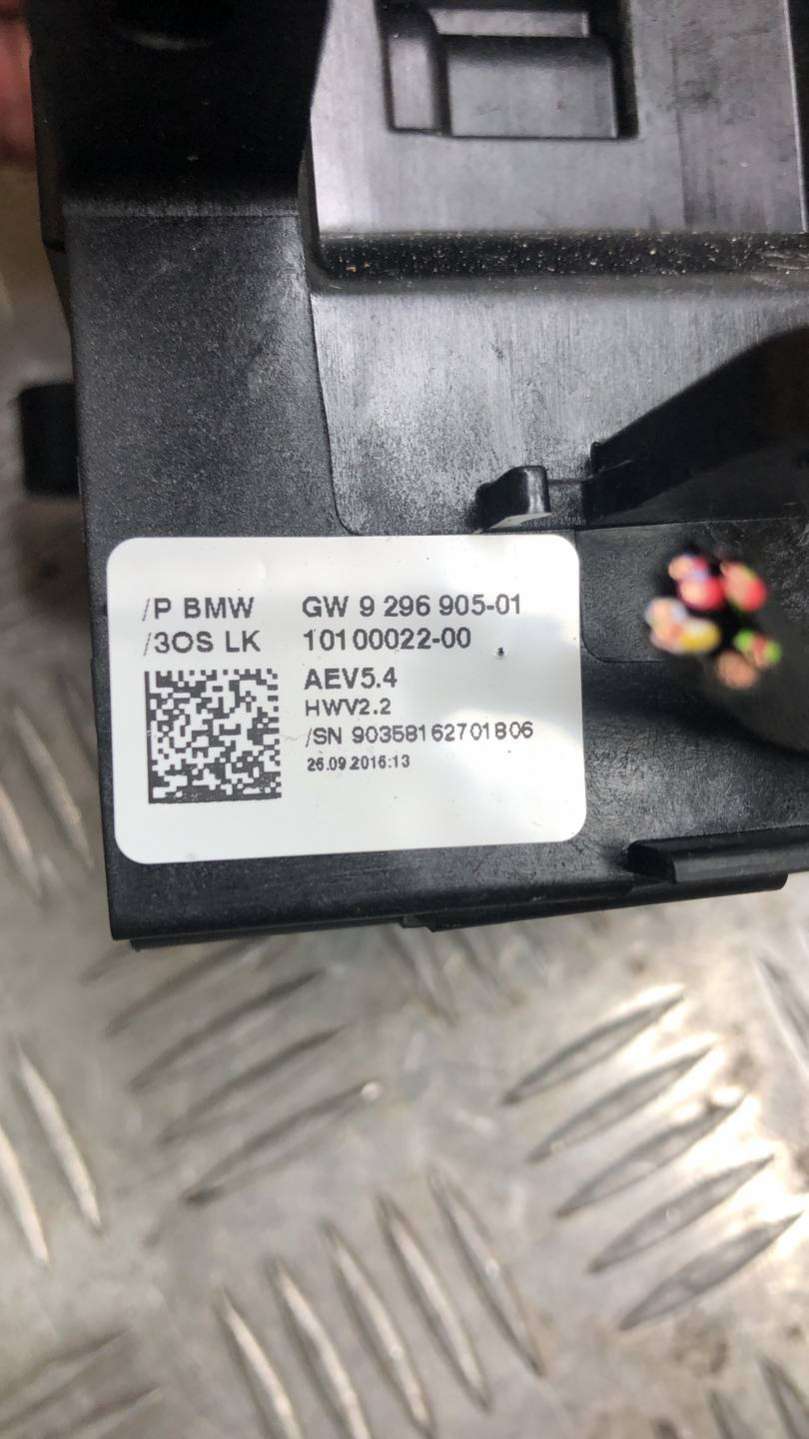 /P BMW GW 9 296 905-01
/3OS LK 10100022-00
AEV5.4
HWV2.2
/SN 90358162701806
26.09.2016:13